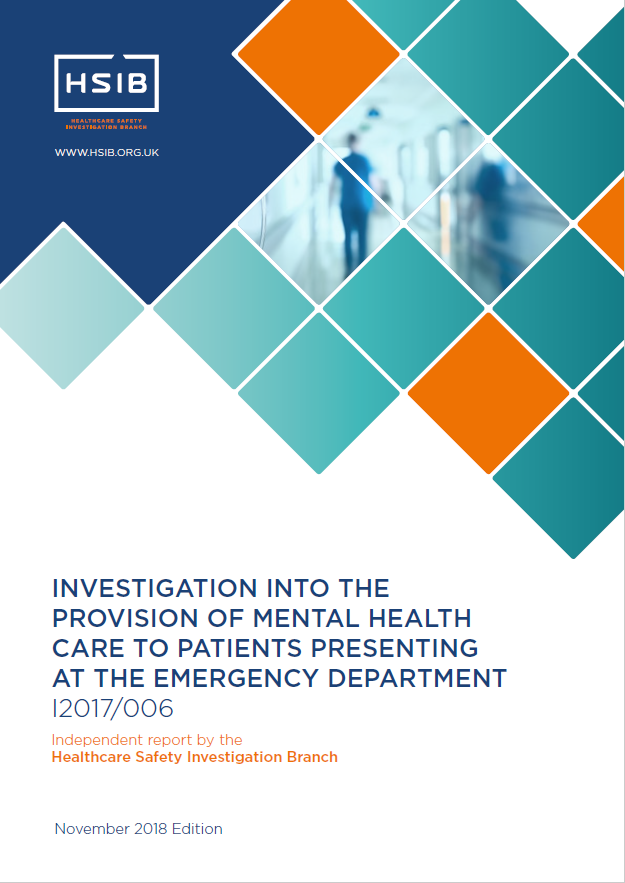 HSIB
HEALTHCARE SAFETY
INVESTIGATION BRANCH
WWW.HSIB.ORG.UK
INVESTIGATION INTO THE
PROVISION OF MENTAL HEALTH
CARE TO PATIENTS PRESENTING
AT THE EMERGENCY DEPARTMENT
I2017/006
Independent report by the
Healthcare Safety Investigation Branch
November 2018 Edition